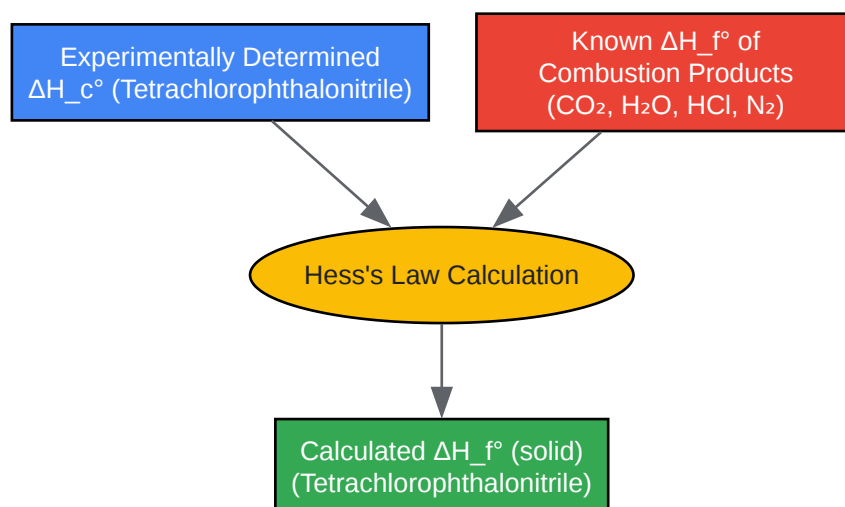 Experimentally Determined
ΔH_c° (Tetrachlorophthalonitrile)
Known ΔH_f° of
Combustion Products
(CO₂, H₂O, HCl, N₂)
Hess's Law Calculation
Calculated ΔH_f° (solid)
(Tetrachlorophthalonitrile)